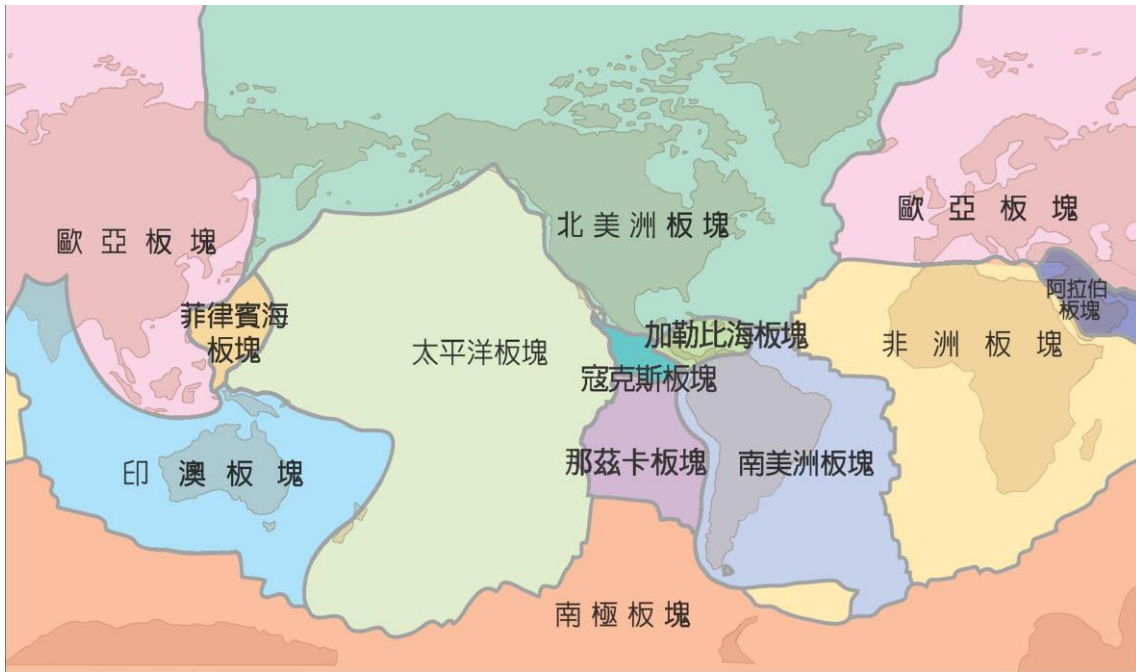 北美洲板塊
歐亞板塊
歐亞板塊
菲律賓海
板塊
太平洋板塊
加勒比海板塊
寇克斯板塊
非洲板塊
阿拉伯
板塊
印澳板塊
那茲卡板塊
南美洲板塊
南極板塊